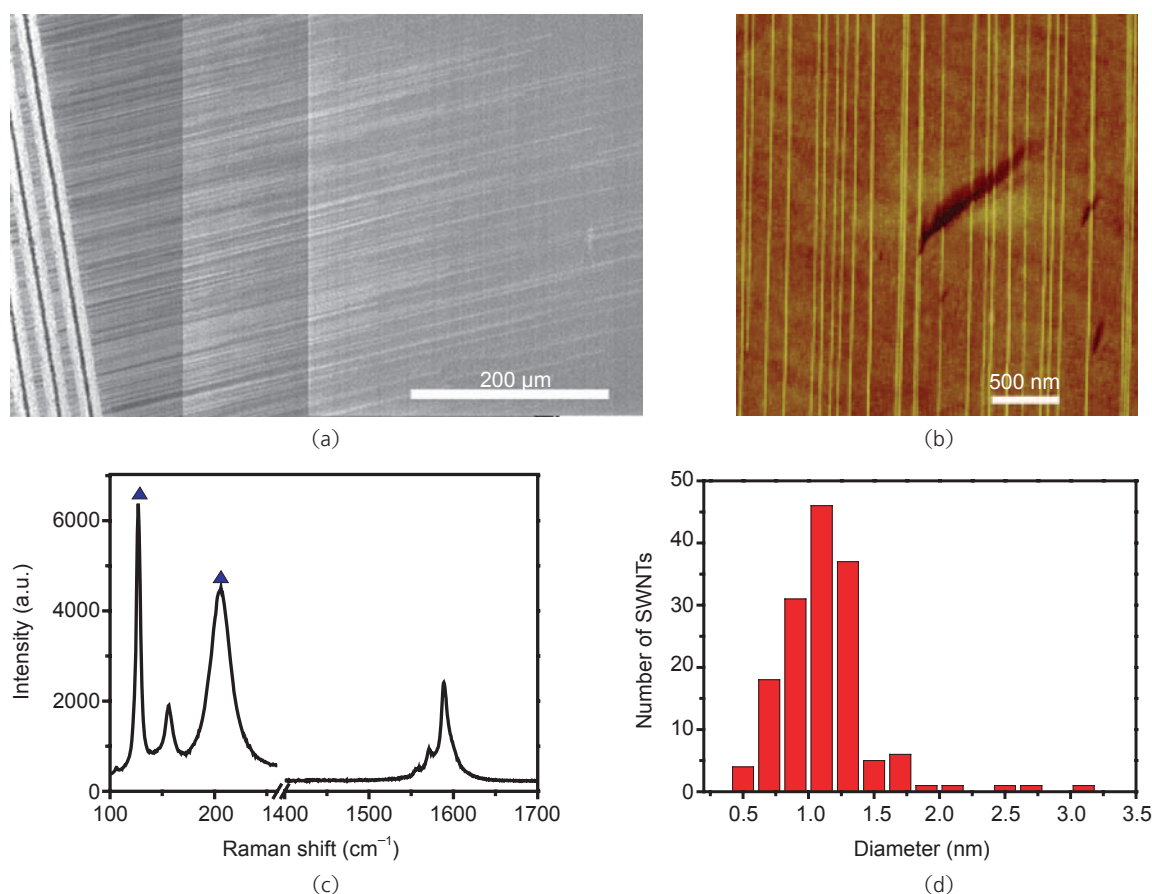 200 μm
500 nm
(a)
(b)
Intensity (a.u.)
6000
4000
2000
0
100
200
1400
1500
1600
1700
Raman shift (cm⁻¹)
(c)
Number of SWNTs
50
40
30
20
10
0
0.5
1.0
1.5
2.0
2.5
3.0
3.5
Diameter (nm)
(d)